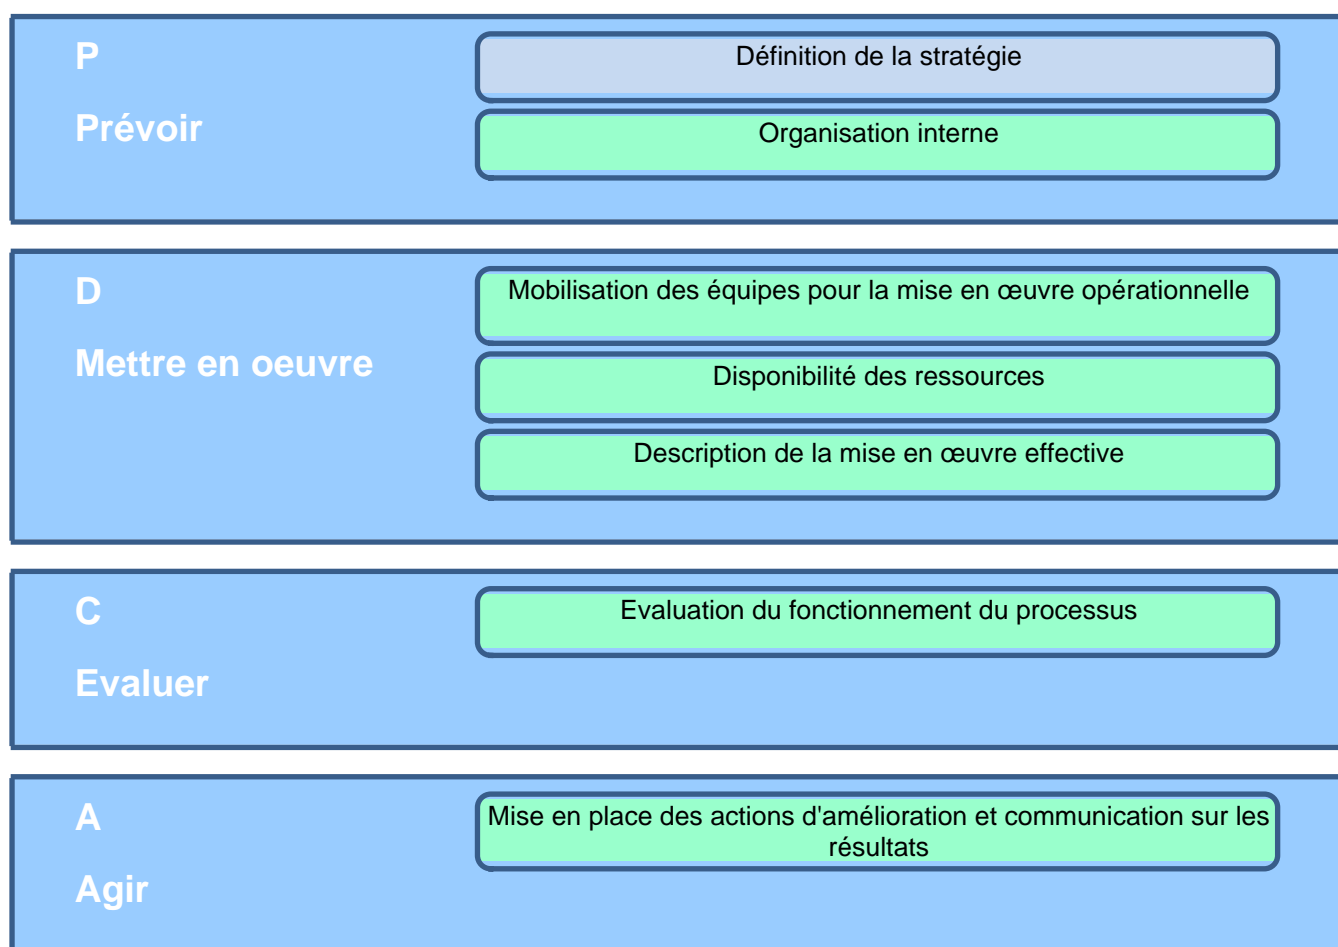 P
Prévoir
Définition de la stratégie
Organisation interne
D
Mettre en oeuvre
Mobilisation des équipes pour la mise en œuvre opérationnelle
Disponibilité des ressources
Description de la mise en œuvre effective
C
Evaluer
Evaluation du fonctionnement du processus
A
Agir
Mise en place des actions d'amélioration et communication sur les
résultats